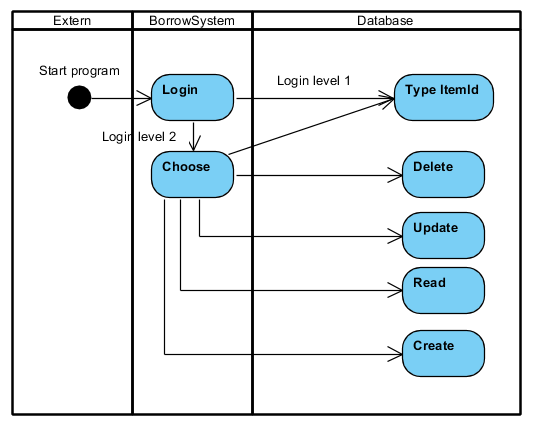 Extern
BorrowSystem
Database
Start program
Login
Login level 1
Type ItemId
Login level 2
Choose
Delete
Update
Read
Create